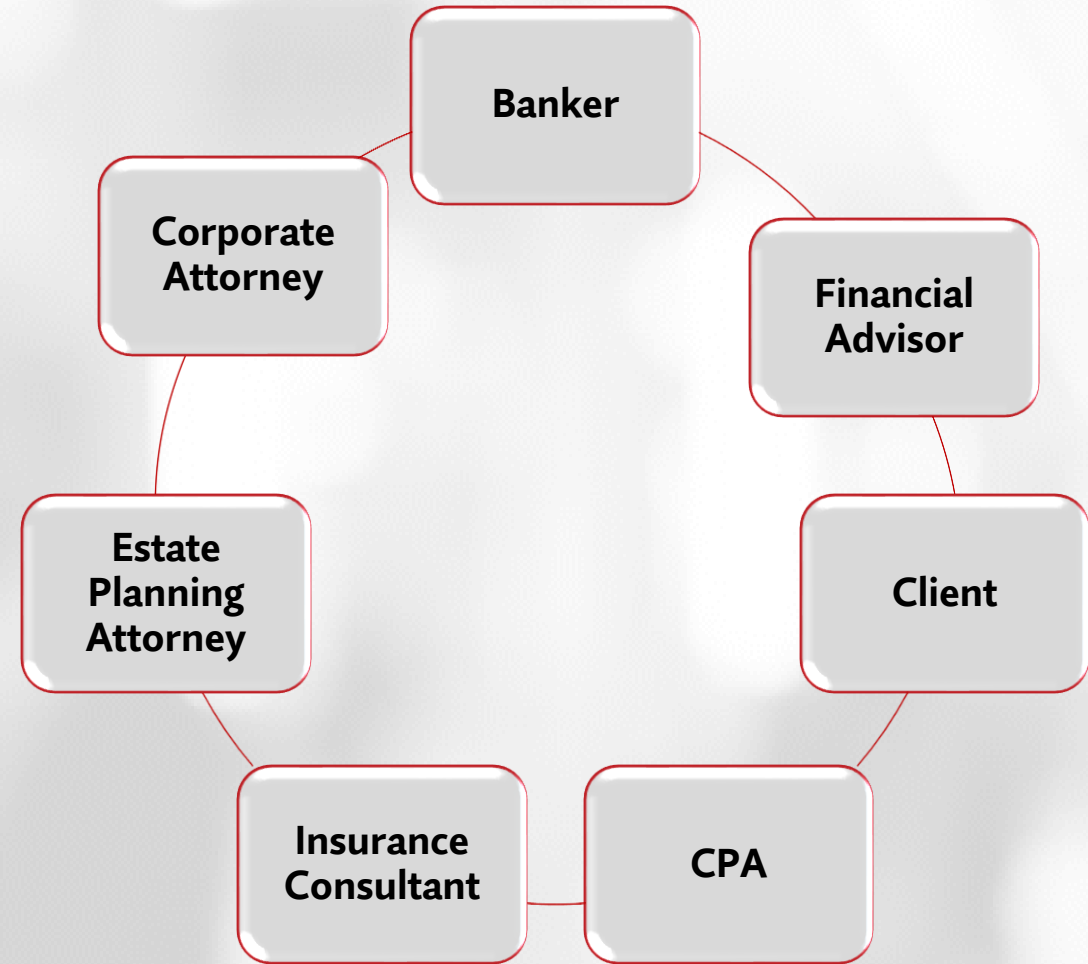 Banker
Financial
Advisor
Client
CPA
Insurance
Consultant
Estate
Planning
Attorney
Corporate
Attorney